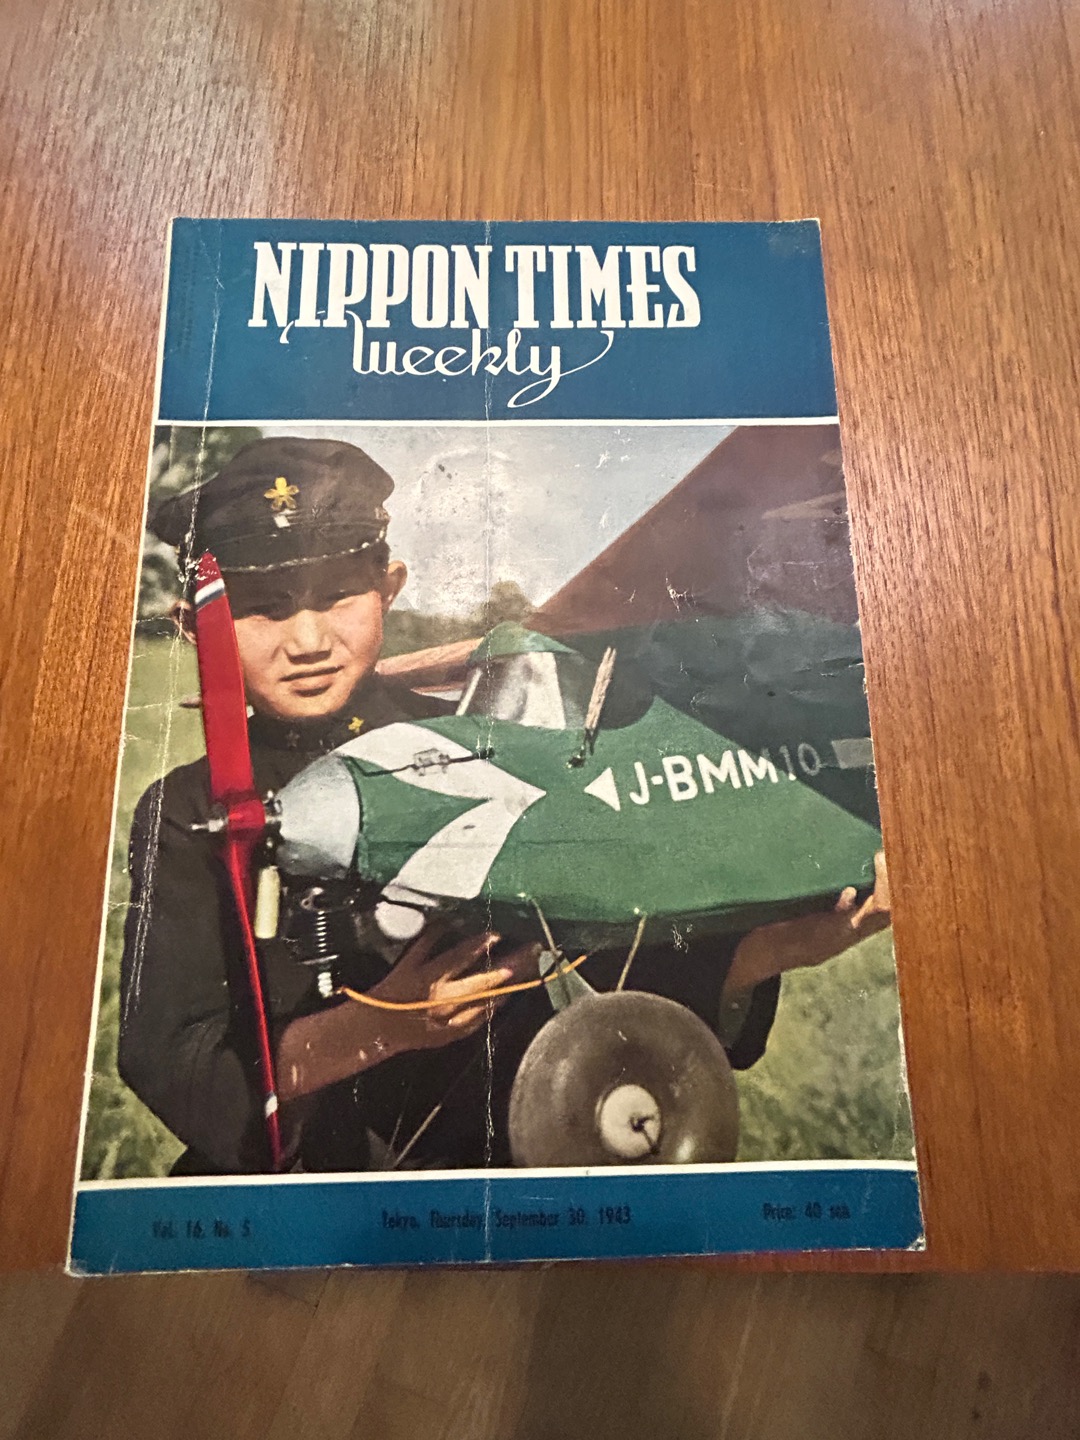 NIPPON TIMES
Weekly
J-BMM10
Vol. 16, No. 5
Tokyo, Thursday, September 30, 1943
Price: 40 sen